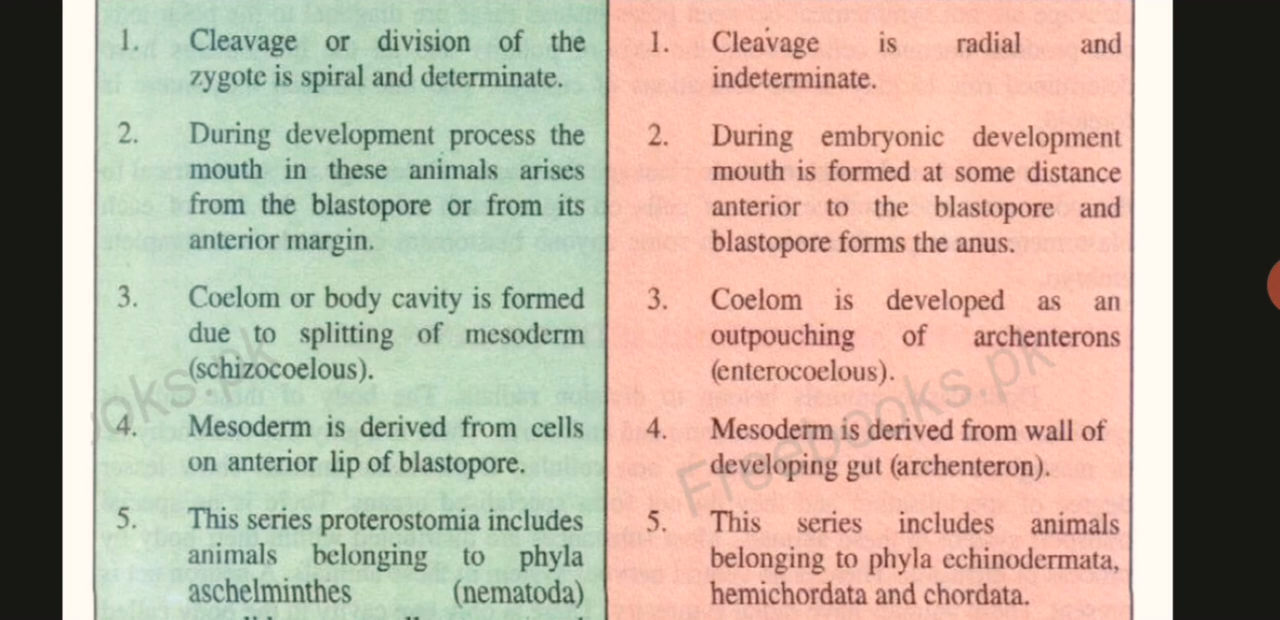 1. Cleavage or division of the
zygote is spiral and determinate.
2. During development process the
mouth in these animals arises
from the blastopore or from its
anterior margin.
3. Coelom or body cavity is formed
due to splitting of mesoderm
(schizocoelous).
4. Mesoderm is derived from cells
on anterior lip of blastopore.
5. This series proterostomia includes
animals belonging to phyla
aschelminthes (nematoda)
1. Cleavage is radial and
indeterminate.
2. During embryonic development
mouth is formed at some distance
anterior to the blastopore and
blastopore forms the anus.
3. Coelom is developed as an
outpouching of archenterons
(enterocoelous).
4. Mesoderm is derived from wall of
developing gut (archenteron).
5. This series includes animals
belonging to phyla echinodermata,
hemichordata and chordata.
ooks.pk
Freebooks.pk